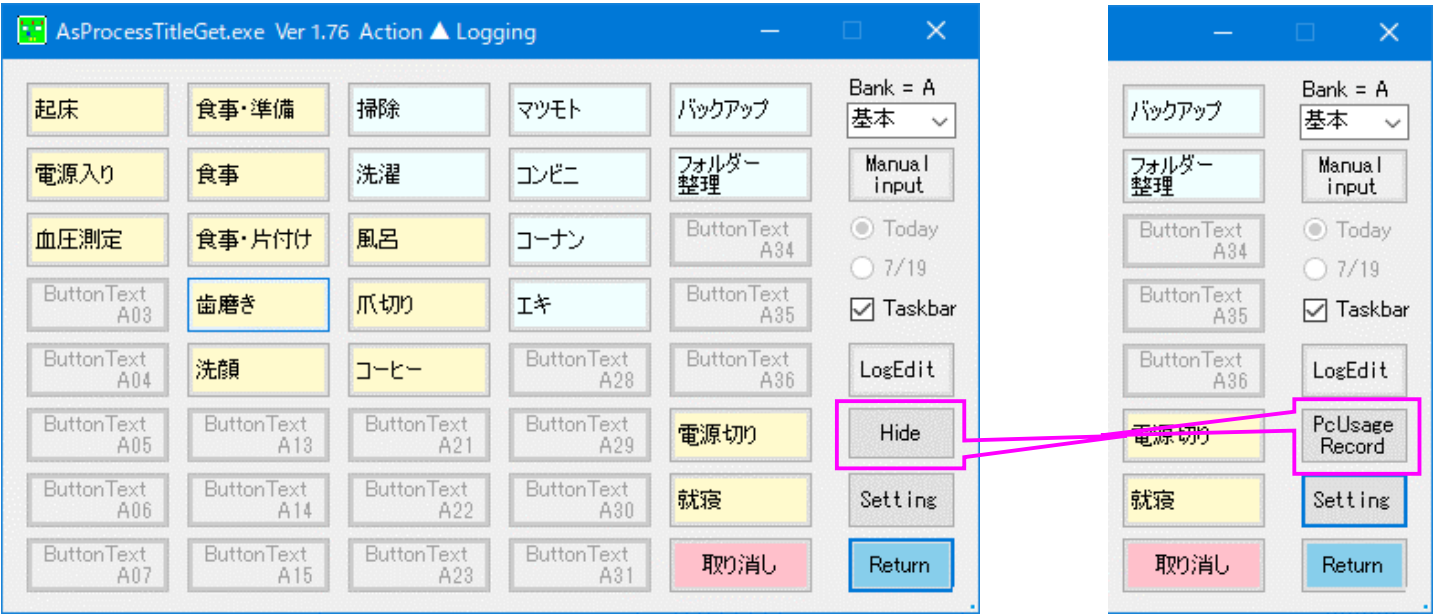 AsProcessTitleGet.exe Ver 1.76 Action ▲ Logging
起床
食事・準備
掃除
マツモト
バックアップ
Bank = A
基本
電源入り
食事
洗濯
コンビニ
フォルダー
整理
Manual
input
血圧測定
食事・片付け
風呂
コーナン
ButtonText
A34
Today
7/19
ButtonText
A03
歯磨き
爪切り
エキ
ButtonText
A35
Taskbar
ButtonText
A04
洗顔
コーヒー
ButtonText
A28
ButtonText
A36
LogEdit
ButtonText
A05
ButtonText
A13
ButtonText
A21
ButtonText
A29
電源切り
Hide
ButtonText
A06
ButtonText
A14
ButtonText
A22
ButtonText
A30
就寝
Setting
ButtonText
A07
ButtonText
A15
ButtonText
A23
ButtonText
A31
取り消し
Return
バックアップ
Bank = A
基本
フォルダー
整理
Manual
input
ButtonText
A34
Today
7/19
ButtonText
A35
Taskbar
ButtonText
A36
LogEdit
電源切り
PcUsage
Record
就寝
Setting
取り消し
Return